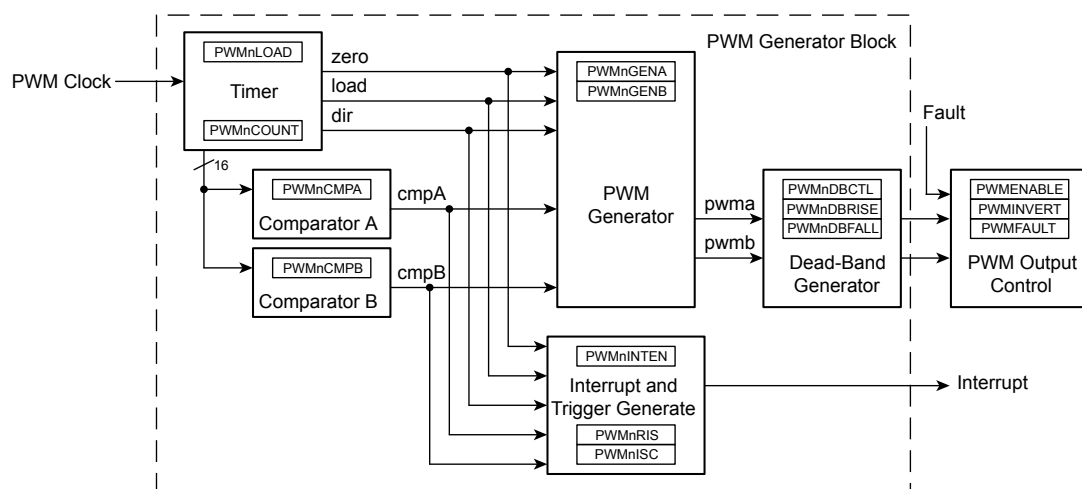 PWM Generator Block
PWM Clock
PWMnLOAD
Timer
PWMnCOUNT
zero
load
dir
16
PWMnCMPA
Comparator A
cmpA
PWMnCMPB
Comparator B
cmpB
PWMnGENA
PWMnGENB
PWM
Generator
pwma
pwmb
PWMnDBCTL
PWMnDBRISE
PWMnDBFALL
Dead-Band
Generator
Fault
PWMENABLE
PWMINVERT
PWMFAULT
PWM Output
Control
PWMnINTEN
Interrupt and
Trigger Generate
PWMnRIS
PWMnISC
Interrupt